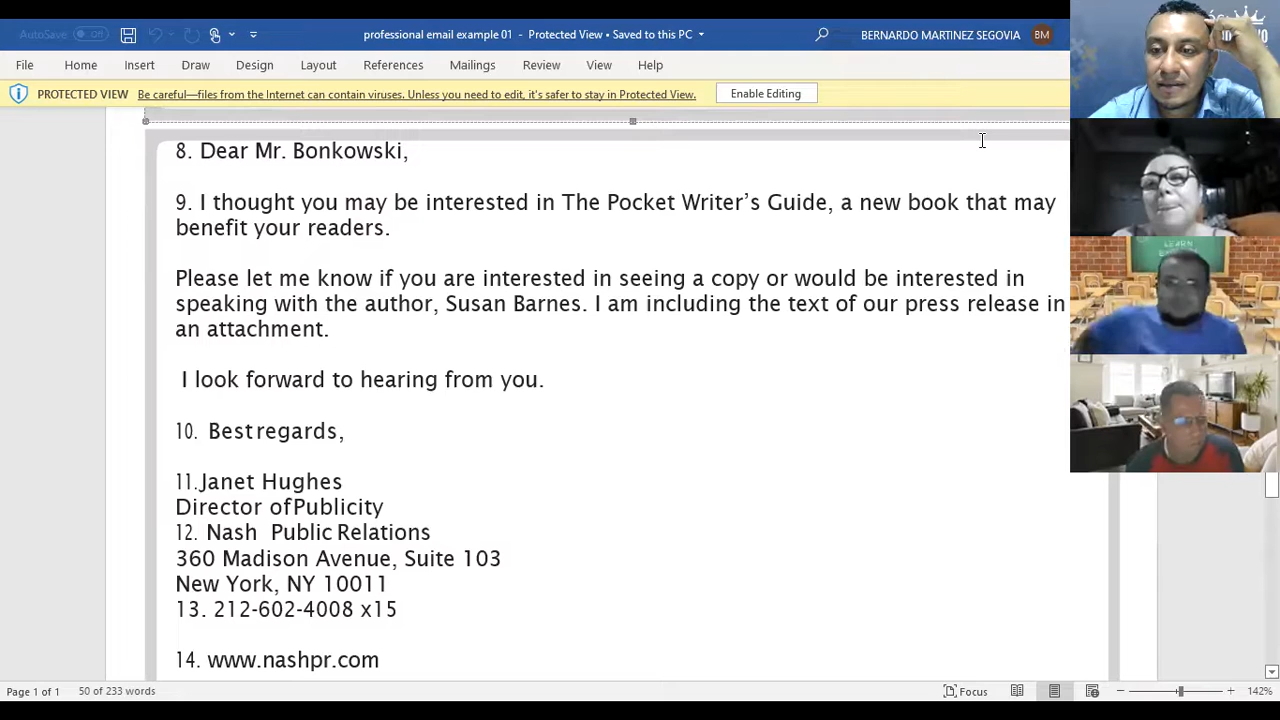 AutoSave Off professional email example 01 - Protected View • Saved to this PC BERNARDO MARTINEZ SEGOVIA BM
File Home Insert Draw Design Layout References Mailings Review View Help
PROTECTED VIEW Be careful—files from the Internet can contain viruses. Unless you need to edit, it's safer to stay in Protected View. Enable Editing
8. Dear Mr. Bonkowski,
9. I thought you may be interested in The Pocket Writer’s Guide, a new book that may
benefit your readers.
Please let me know if you are interested in seeing a copy or would be interested in
speaking with the author, Susan Barnes. I am including the text of our press release in
an attachment.
I look forward to hearing from you.
10. Best regards,
11.Janet Hughes
Director of Publicity
12. Nash Public Relations
360 Madison Avenue, Suite 103
New York, NY 10011
13. 212-602-4008 x15
14. www.nashpr.com
Page 1 of 1 50 of 233 words Focus 142%
LEARN